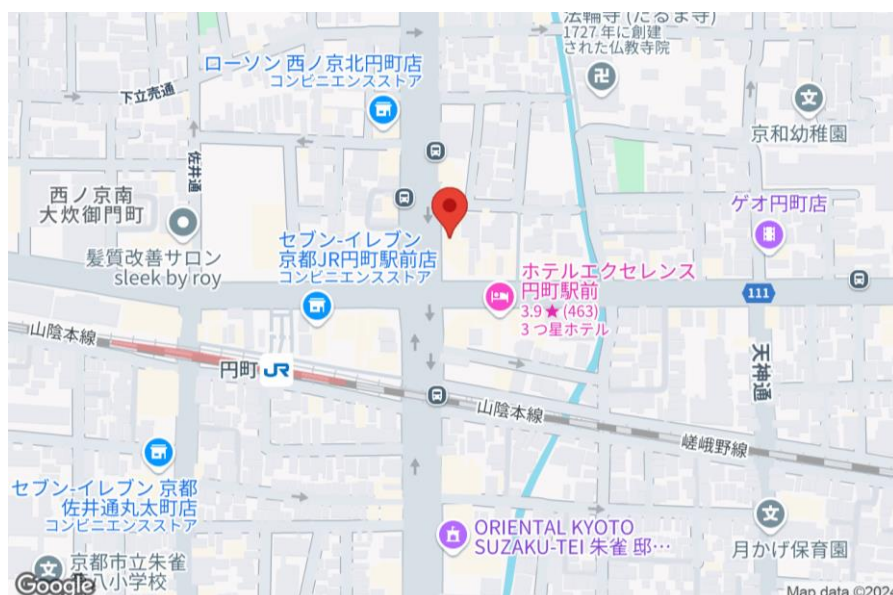 法輪寺 (だるま寺)
1727 年に創建
された仏教寺院
ローソン 西ノ京北円町店
コンビニエンスストア
下立売通
京和幼稚園
佐井通
西ノ京南
大炊御門町
ゲオ円町店
髪質改善サロン
sleek by roy
セブン-イレブン
京都JR円町駅前店
コンビニエンスストア
ホテルエクセレンス
円町駅前
3.9★(463)
3 つ星ホテル
111
山陰本線
円町
JR
天神通
山陰本線
嵯峨野線
セブン-イレブン 京都
佐井通丸太町店
コンビニエンスストア
ORIENTAL KYOTO
SUZAKU-TEI 朱雀 邸…
月かげ保育園
京都市立朱雀
八小学校
Google
Map data ©202